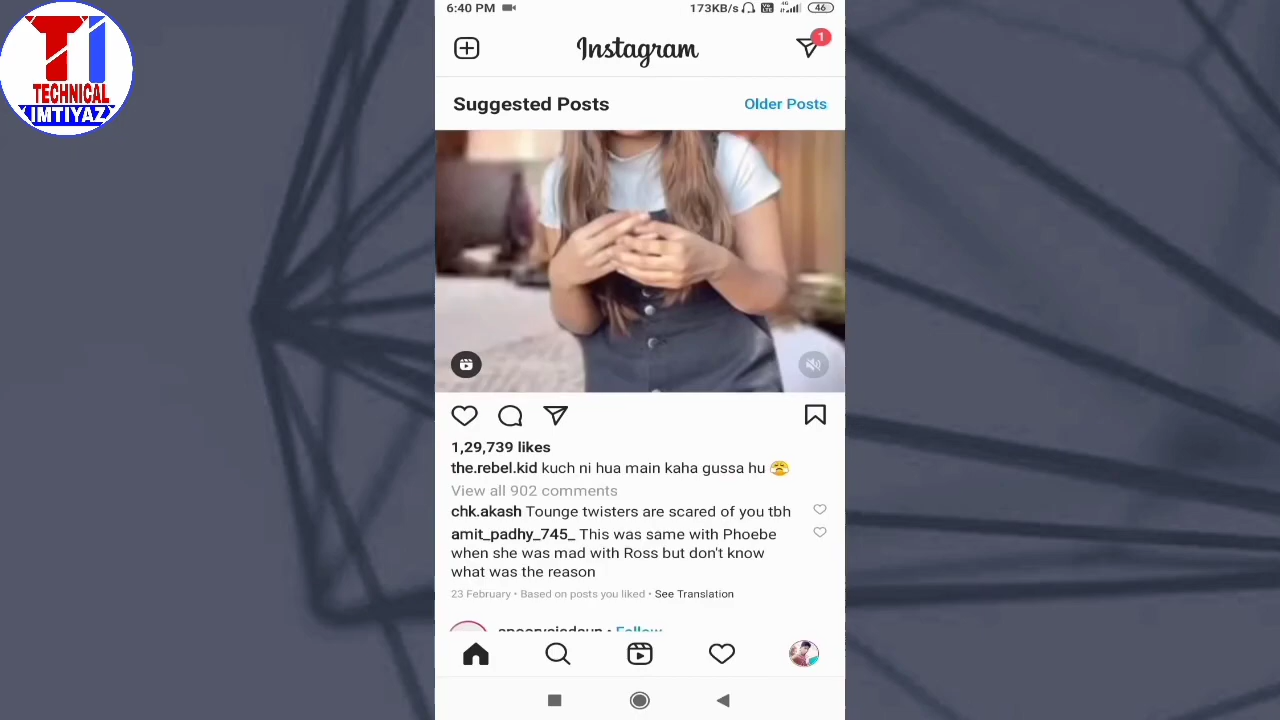 TI
TECHNICAL
IMTIYAZ
6:40 PM 173KB/s 46
Instagram 1
Suggested Posts Older Posts
1,29,739 likes
the.rebel.kid kuch ni hua main kaha gussa hu 😤
View all 902 comments
chk.akash Tounge twisters are scared of you tbh
amit_padhy_745_ This was same with Phoebe
when she was mad with Ross but don't know
what was the reason
23 February • Based on posts you liked • See Translation
Follow